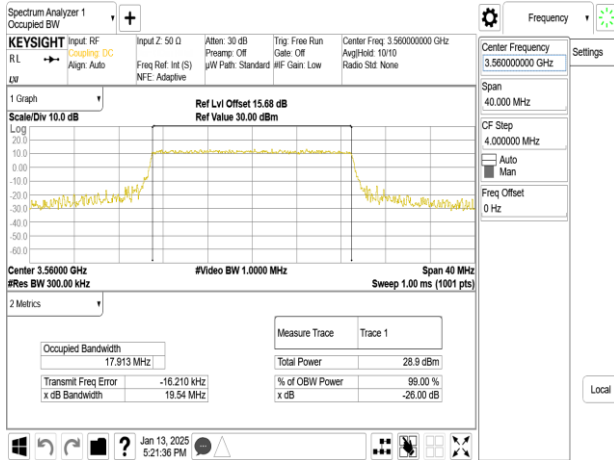 Spectrum Analyzer 1
Occupied BW
Frequency
KEYSIGHT
Input: RF
Coupling: DC
Align: Auto
Input Z: 50 Ω
Freq Ref: Int (S)
NFE: Adaptive
Atten: 30 dB
Preamp: Off
µW Path: Standard
Trig: Free Run
Gate: Off
#IF Gain: Low
Center Freq: 3.560000000 GHz
Avg|Hold: 10/10
Radio Std: None
R L
LXI
Center Frequency
3.560000000 GHz
Settings
Span
40.000 MHz
CF Step
4.000000 MHz
Auto
Man
Freq Offset
0 Hz
Local
1 Graph
Scale/Div 10.0 dB
Ref Lvl Offset 15.68 dB
Ref Value 30.00 dBm
Log
20.0
10.0
0.00
-10.0
-20.0
-30.0
-40.0
-50.0
-60.0
Center 3.56000 GHz
#Video BW 1.0000 MHz
Span 40 MHz
#Res BW 300.00 kHz
Sweep 1.00 ms (1001 pts)
2 Metrics
Measure Trace
Trace 1
Occupied Bandwidth
17.913 MHz
Total Power
28.9 dBm
Transmit Freq Error
-16.210 kHz
% of OBW Power
99.00 %
x dB Bandwidth
19.54 MHz
x dB
-26.00 dB
?
Jan 13, 2025
5:21:36 PM